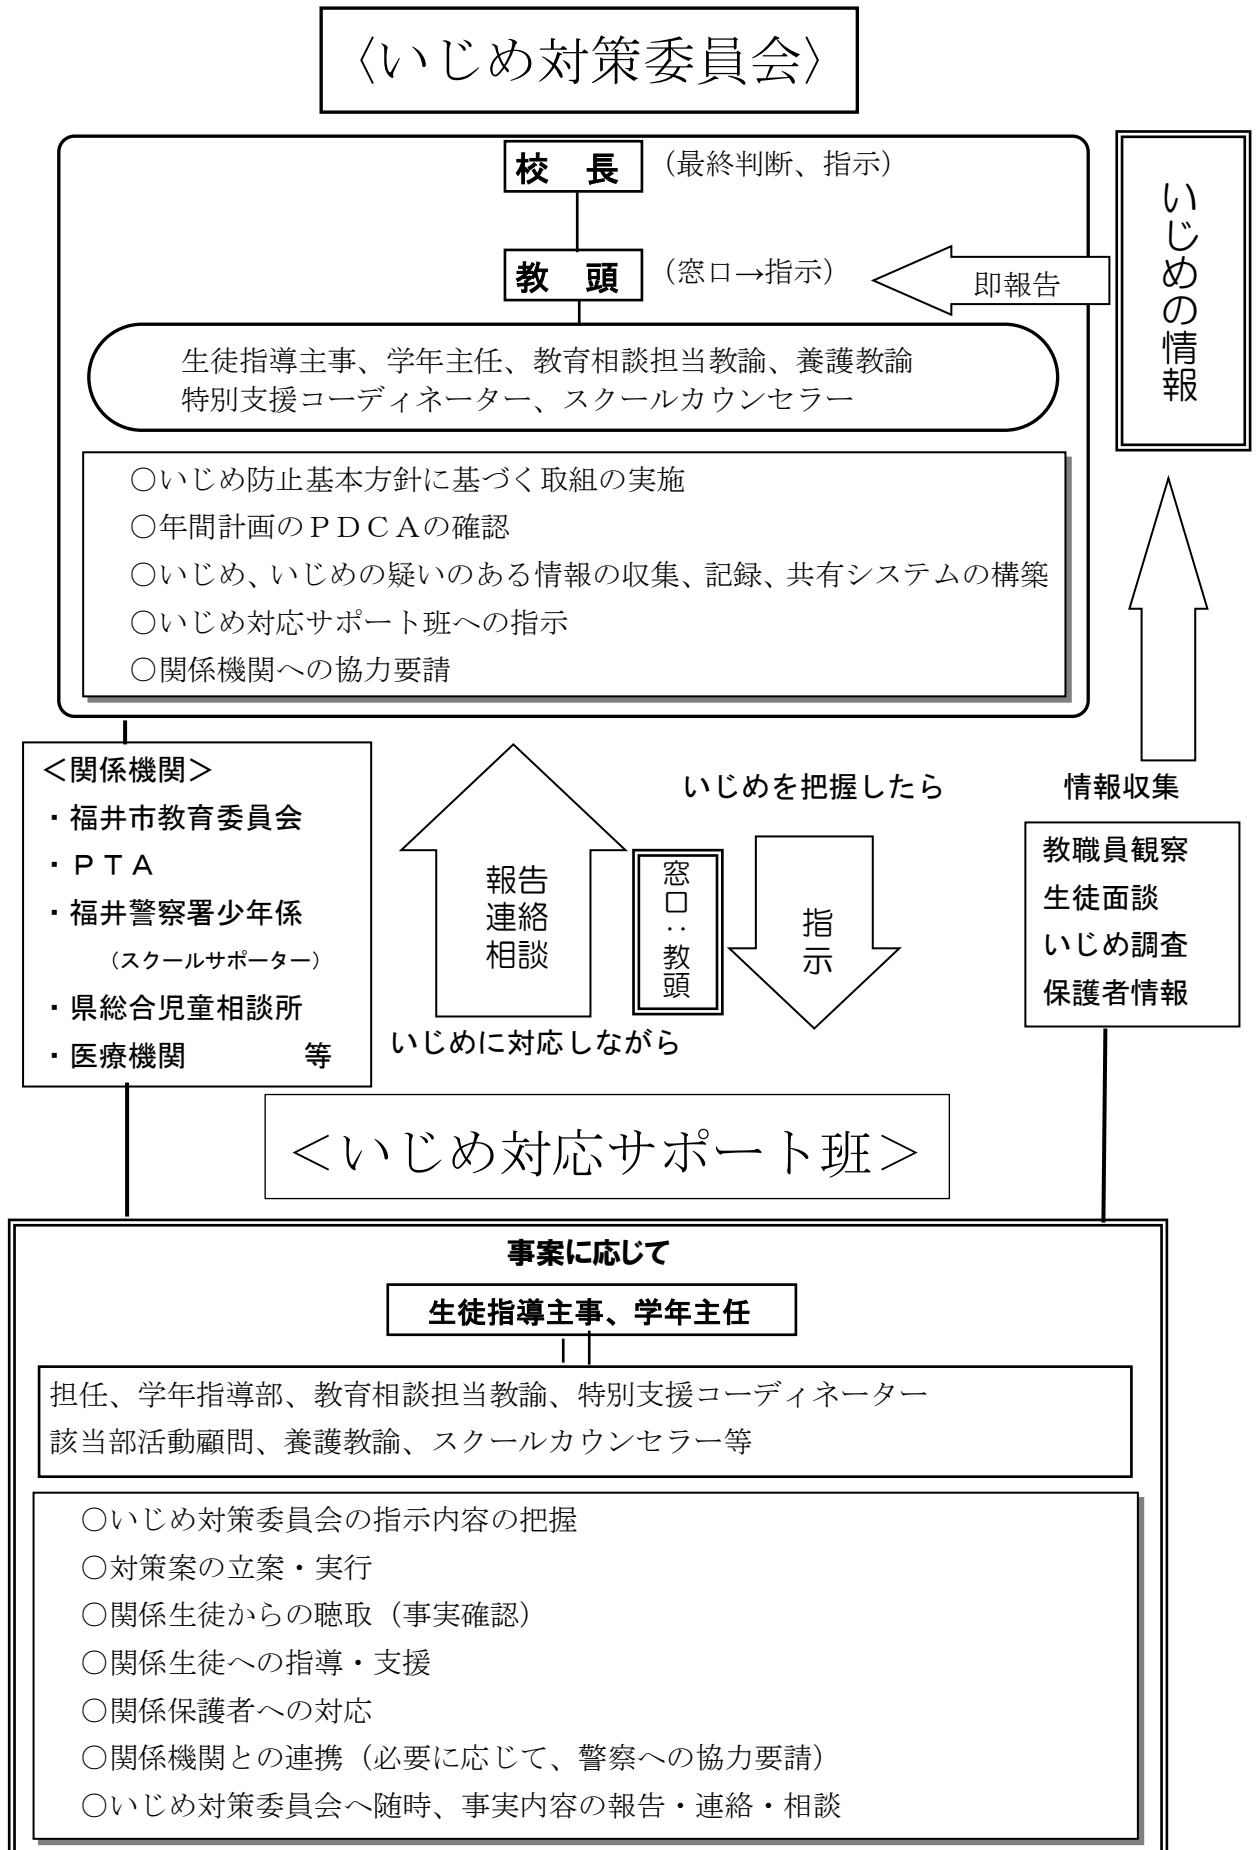 〈いじめ対策委員会〉
校　長
（最終判断、指示）
教　頭
（窓口→指示）
即報告
いじめの情報
生徒指導主事、学年主任、教育相談担当教諭、養護教諭
特別支援コーディネーター、スクールカウンセラー
○いじめ防止基本方針に基づく取組の実施
○年間計画のＰＤＣＡの確認
○いじめ、いじめの疑いのある情報の収集、記録、共有システムの構築
○いじめ対応サポート班への指示
○関係機関への協力要請
＜関係機関＞
・福井市教育委員会
・ＰＴＡ
・福井警察署少年係
（スクールサポーター）
・県総合児童相談所
・医療機関　　　　等
報告
連絡
相談
いじめに対応しながら
窓口：教頭
いじめを把握したら
指示
情報収集
教職員観察
生徒面談
いじめ調査
保護者情報
＜いじめ対応サポート班＞
事案に応じて
生徒指導主事、学年主任
担任、学年指導部、教育相談担当教諭、特別支援コーディネーター
該当部活動顧問、養護教諭、スクールカウンセラー等
○いじめ対策委員会の指示内容の把握
○対策案の立案・実行
○関係生徒からの聴取（事実確認）
○関係生徒への指導・支援
○関係保護者への対応
○関係機関との連携（必要に応じて、警察への協力要請）
○いじめ対策委員会へ随時、事実内容の報告・連絡・相談